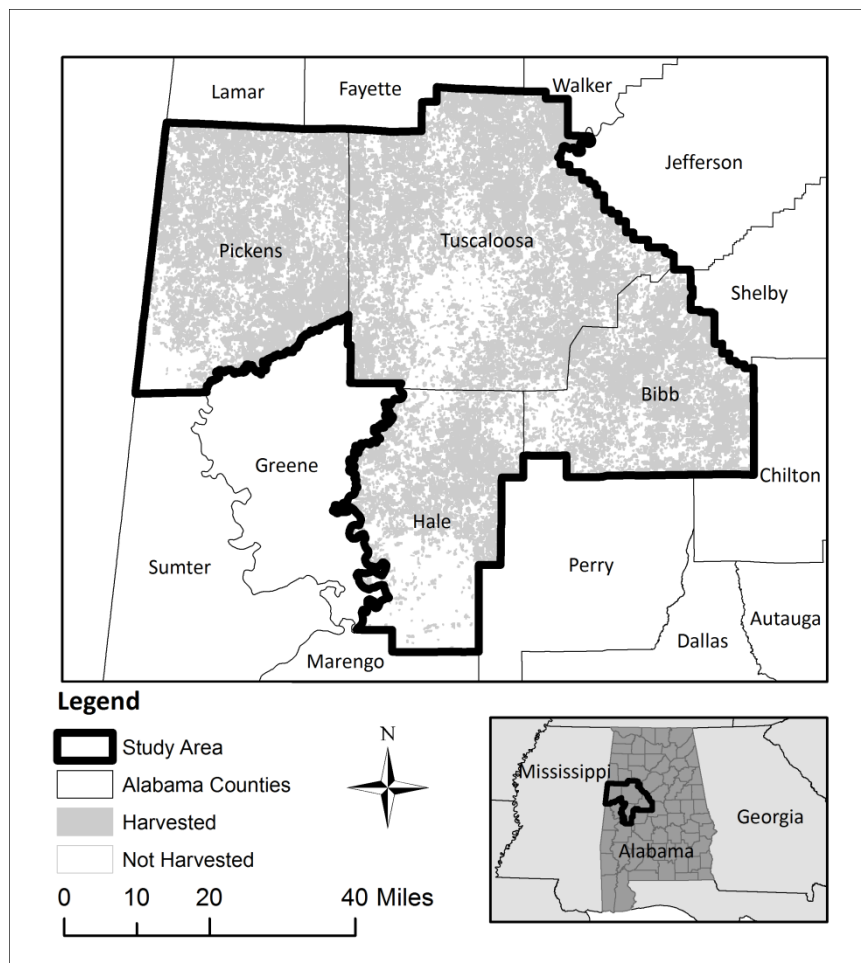 Lamar
Fayette
Walker
Jefferson
Pickens
Tuscaloosa
Shelby
Bibb
Greene
Chilton
Hale
Sumter
Perry
Autauga
Dallas
Marengo
Legend
Study Area
Alabama Counties
Harvested
Not Harvested
0 10 20 40 Miles
N
Mississippi
Georgia
Alabama